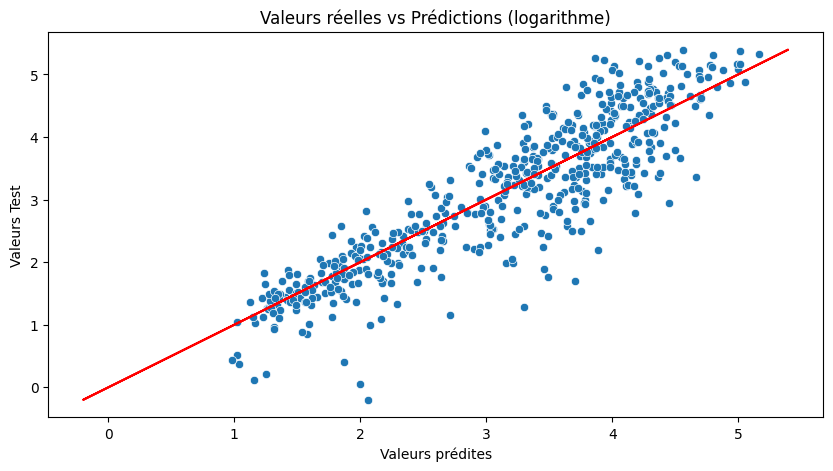 Valeurs réelles vs Prédictions (logarithme)
Valeurs Test
5
4
3
2
1
0
0 1 2 3 4 5
Valeurs prédites